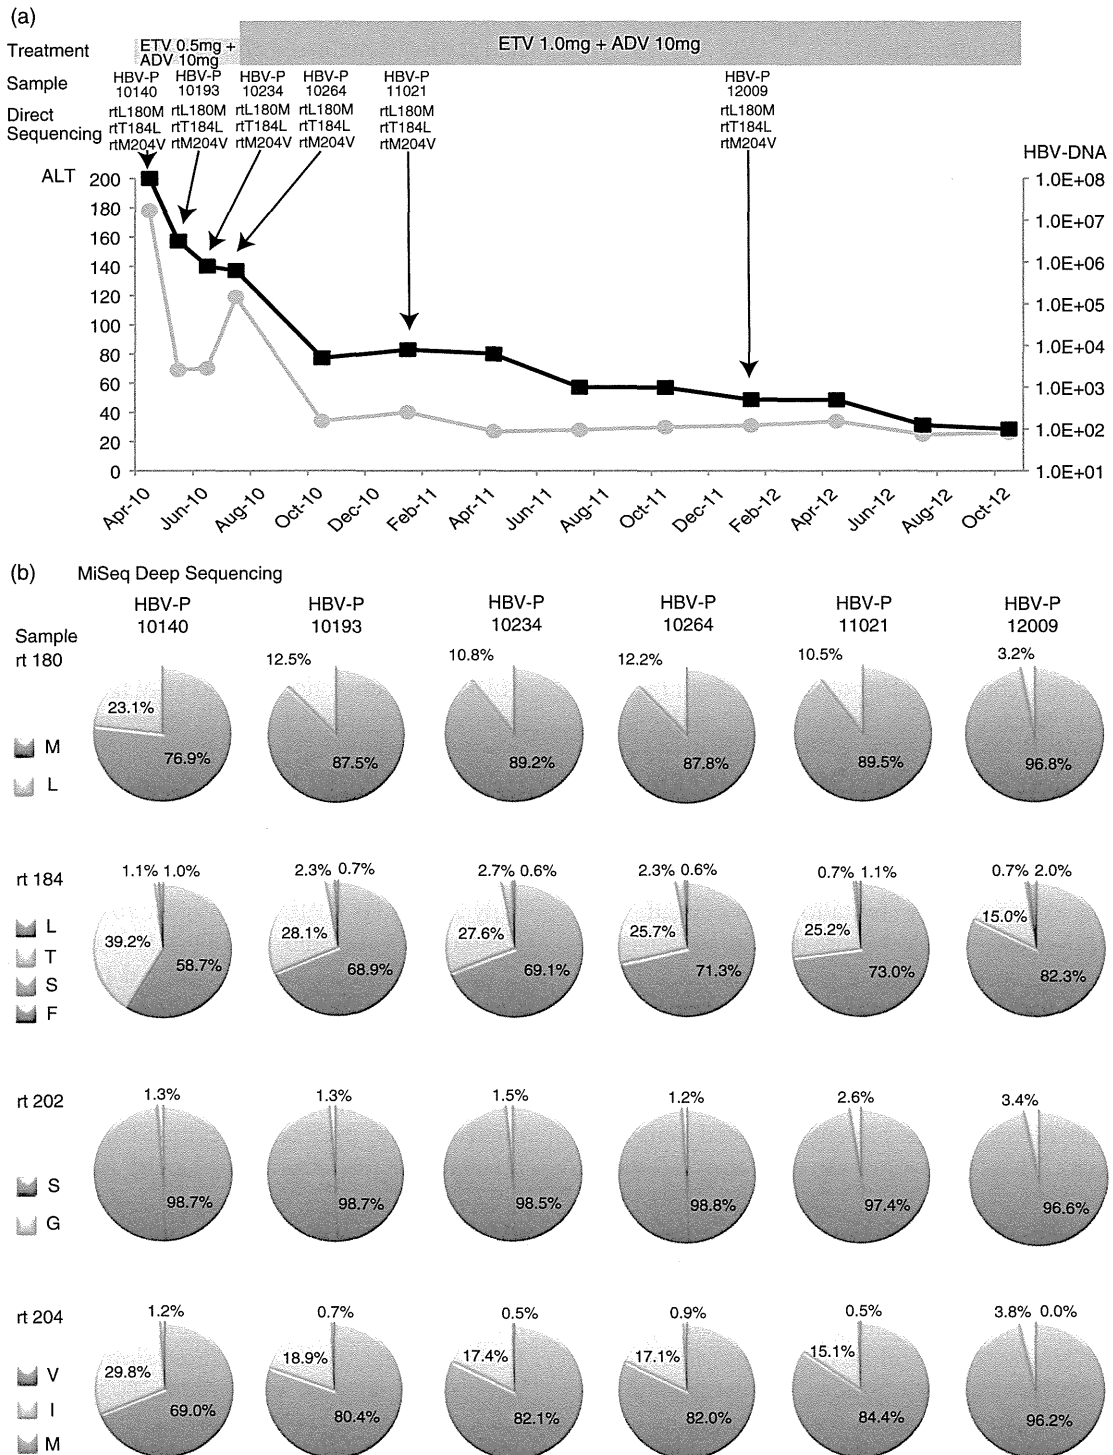 (a)
Treatment
ETV 0.5mg +
ADV 10mg
ETV 1.0mg + ADV 10mg
Sample
HBV-P
10140
HBV-P
10193
HBV-P
10234
HBV-P
10264
HBV-P
11021
HBV-P
12009
Direct
Sequencing
rtL180M
rtT184L
rtM204V
rtL180M
rtT184L
rtM204V
rtL180M
rtT184L
rtM204V
rtL180M
rtT184L
rtM204V
rtL180M
rtT184L
rtM204V
rtL180M
rtT184L
rtM204V
ALT
HBV-DNA
200
180
160
140
120
100
80
60
40
20
0
1.0E+08
1.0E+07
1.0E+06
1.0E+05
1.0E+04
1.0E+03
1.0E+02
1.0E+01
Apr-10
Jun-10
Aug-10
Oct-10
Dec-10
Feb-11
Apr-11
Jun-11
Aug-11
Oct-11
Dec-11
Feb-12
Apr-12
Jun-12
Aug-12
Oct-12
(b) MiSeq Deep Sequencing
Sample
HBV-P
10140
HBV-P
10193
HBV-P
10234
HBV-P
10264
HBV-P
11021
HBV-P
12009
rt 180
M
L
23.1% 76.9%
12.5% 87.5%
10.8% 89.2%
12.2% 87.8%
10.5% 89.5%
3.2% 96.8%
rt 184
L
T
S
F
1.1% 1.0% 39.2% 58.7%
2.3% 0.7% 28.1% 68.9%
2.7% 0.6% 27.6% 69.1%
2.3% 0.6% 25.7% 71.3%
0.7% 1.1% 25.2% 73.0%
0.7% 2.0% 15.0% 82.3%
rt 202
S
G
1.3% 98.7%
1.3% 98.7%
1.5% 98.5%
1.2% 98.8%
2.6% 97.4%
3.4% 96.6%
rt 204
V
I
M
1.2% 29.8% 69.0%
0.7% 18.9% 80.4%
0.5% 17.4% 82.1%
0.9% 17.1% 82.0%
0.5% 15.1% 84.4%
3.8% 0.0% 96.2%